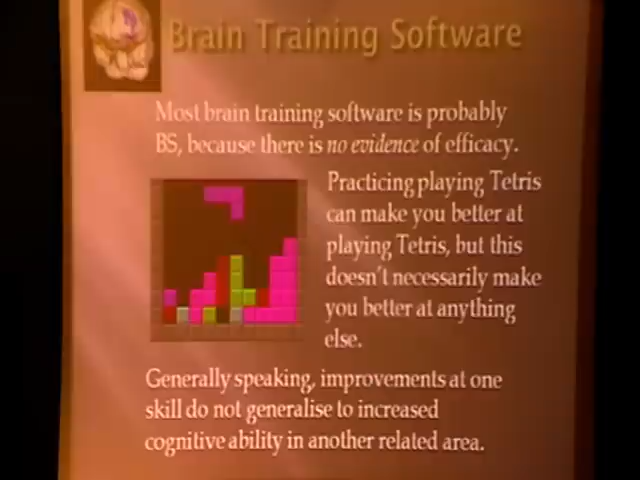 Brain Training Software
Most brain training software is probably
BS, because there is no evidence of efficacy.
Practicing playing Tetris
can make you better at
playing Tetris, but this
doesn't necessarily make
you better at anything
else.
Generally speaking, improvements at one
skill do not generalise to increased
cognitive ability in another related area.